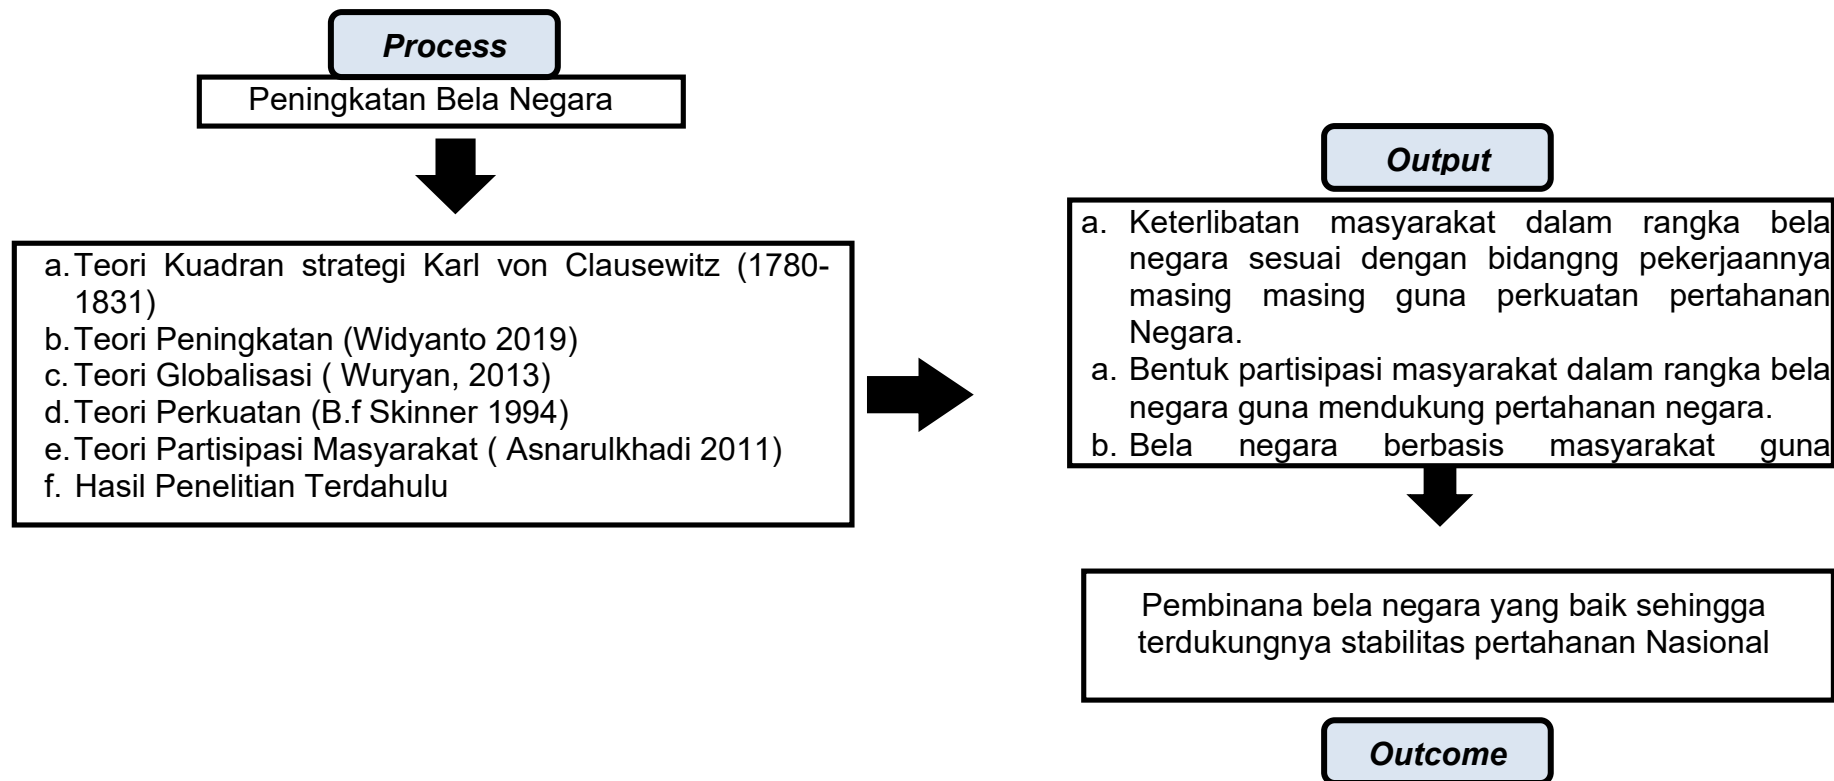 Process
Peningkatan Bela Negara
a. Teori Kuadran strategi Karl von Clausewitz (1780-
1831)
b. Teori Peningkatan (Widyanto 2019)
c. Teori Globalisasi ( Wuryan, 2013)
d. Teori Perkuatan (B.f Skinner 1994)
e. Teori Partisipasi Masyarakat ( Asnarulkhadi 2011)
f. Hasil Penelitian Terdahulu
Output
a. Keterlibatan masyarakat dalam rangka bela
negara sesuai dengan bidangng pekerjaannya
masing masing guna perkuatan pertahanan
Negara.
a. Bentuk partisipasi masyarakat dalam rangka bela
negara guna mendukung pertahanan negara.
b. Bela negara berbasis masyarakat guna
Pembinana bela negara yang baik sehingga
terdukungnya stabilitas pertahanan Nasional
Outcome